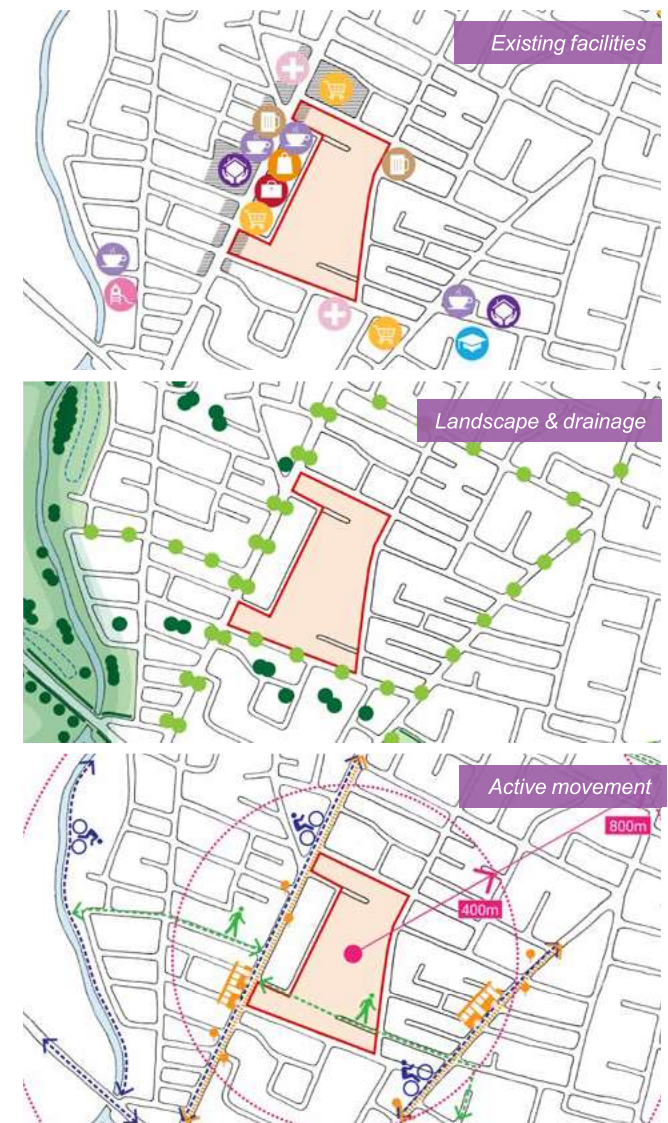 Existing facilities
Landscape & drainage
Active movement
800m
400m